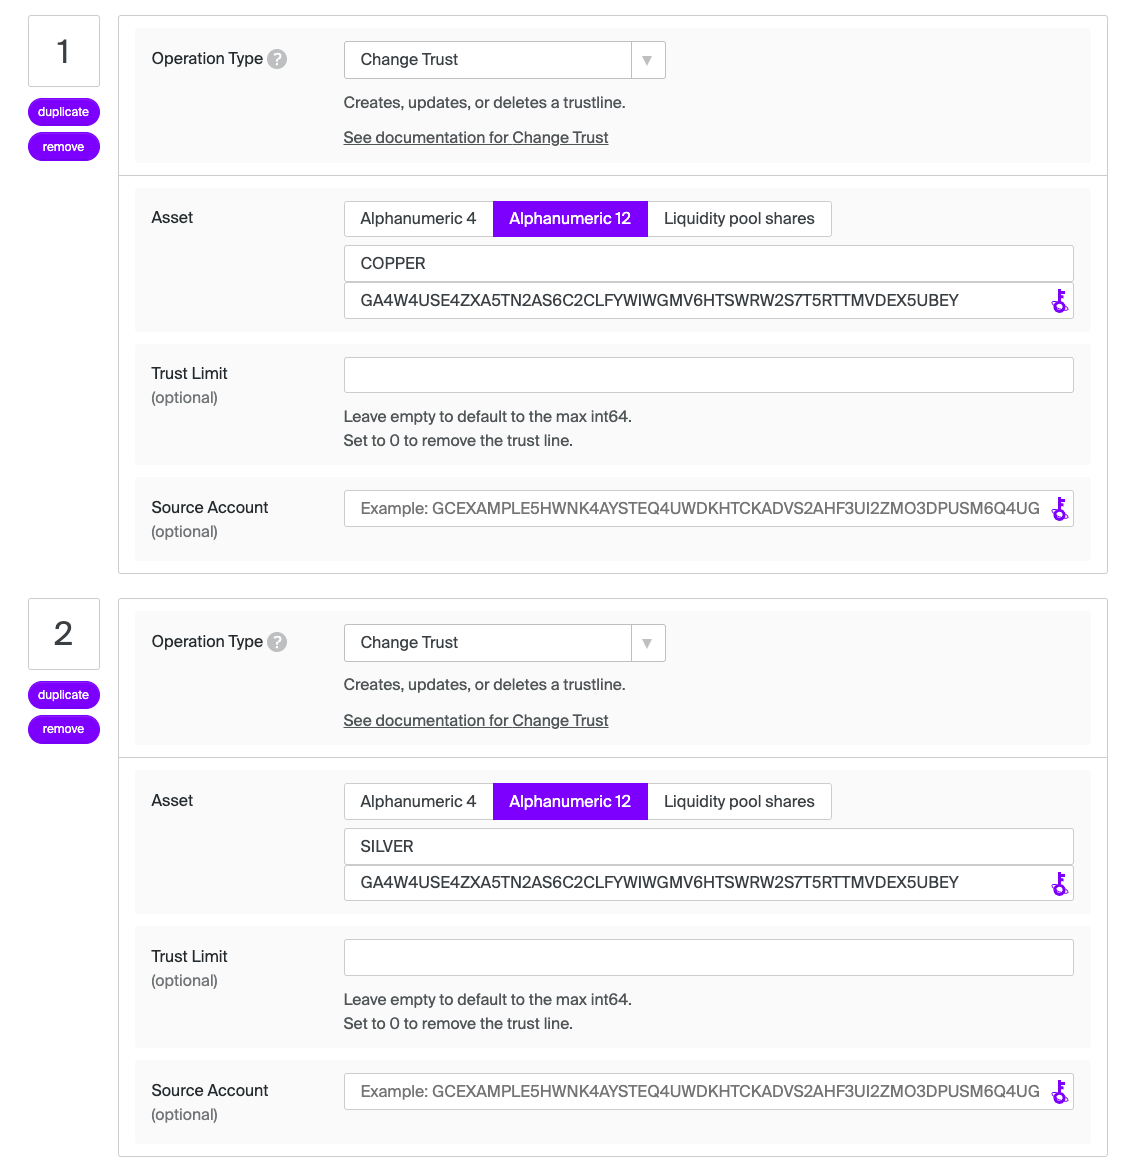 1
duplicate
remove
Operation Type ?
Change Trust ▼
Creates, updates, or deletes a trustline.
See documentation for Change Trust
Asset
Alphanumeric 4 Alphanumeric 12 Liquidity pool shares
COPPER
GA4W4USE4ZXA5TN2AS6C2CLFYWIWGMV6HTSWRW2S7T5RTTMVDEX5UBEY
Trust Limit
(optional)
Leave empty to default to the max int64.
Set to 0 to remove the trust line.
Source Account
(optional)
Example: GCEXAMPLE5HWNK4AYSTEQ4UWDKHTCKADVS2AHF3UI2ZMO3DPUSM6Q4UG
2
duplicate
remove
Operation Type ?
Change Trust ▼
Creates, updates, or deletes a trustline.
See documentation for Change Trust
Asset
Alphanumeric 4 Alphanumeric 12 Liquidity pool shares
SILVER
GA4W4USE4ZXA5TN2AS6C2CLFYWIWGMV6HTSWRW2S7T5RTTMVDEX5UBEY
Trust Limit
(optional)
Leave empty to default to the max int64.
Set to 0 to remove the trust line.
Source Account
(optional)
Example: GCEXAMPLE5HWNK4AYSTEQ4UWDKHTCKADVS2AHF3UI2ZMO3DPUSM6Q4UG